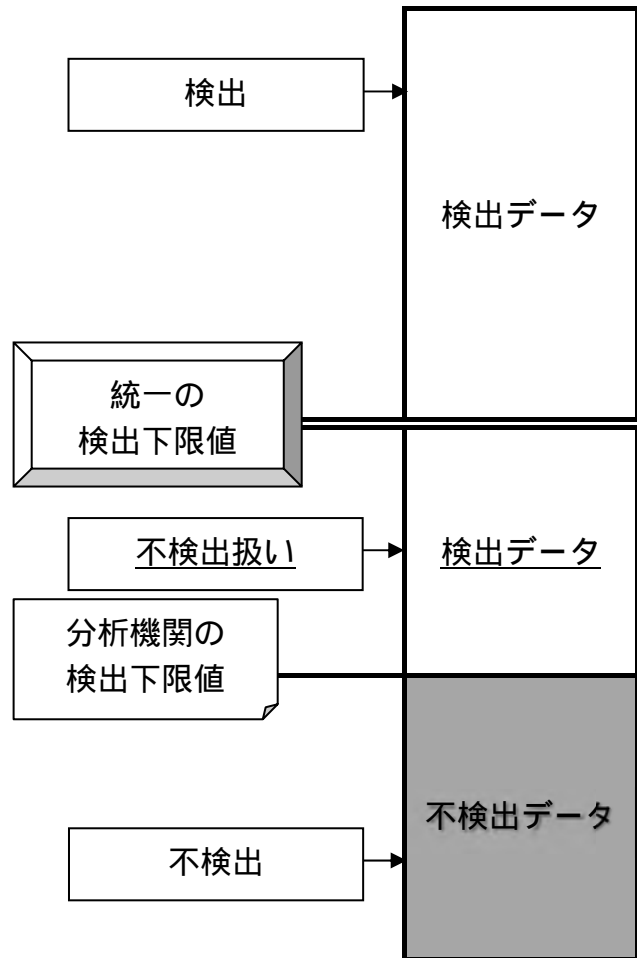 検出
検出データ
統一の
検出下限値
不検出扱い
検出データ
分析機関の
検出下限値
不検出データ
不検出